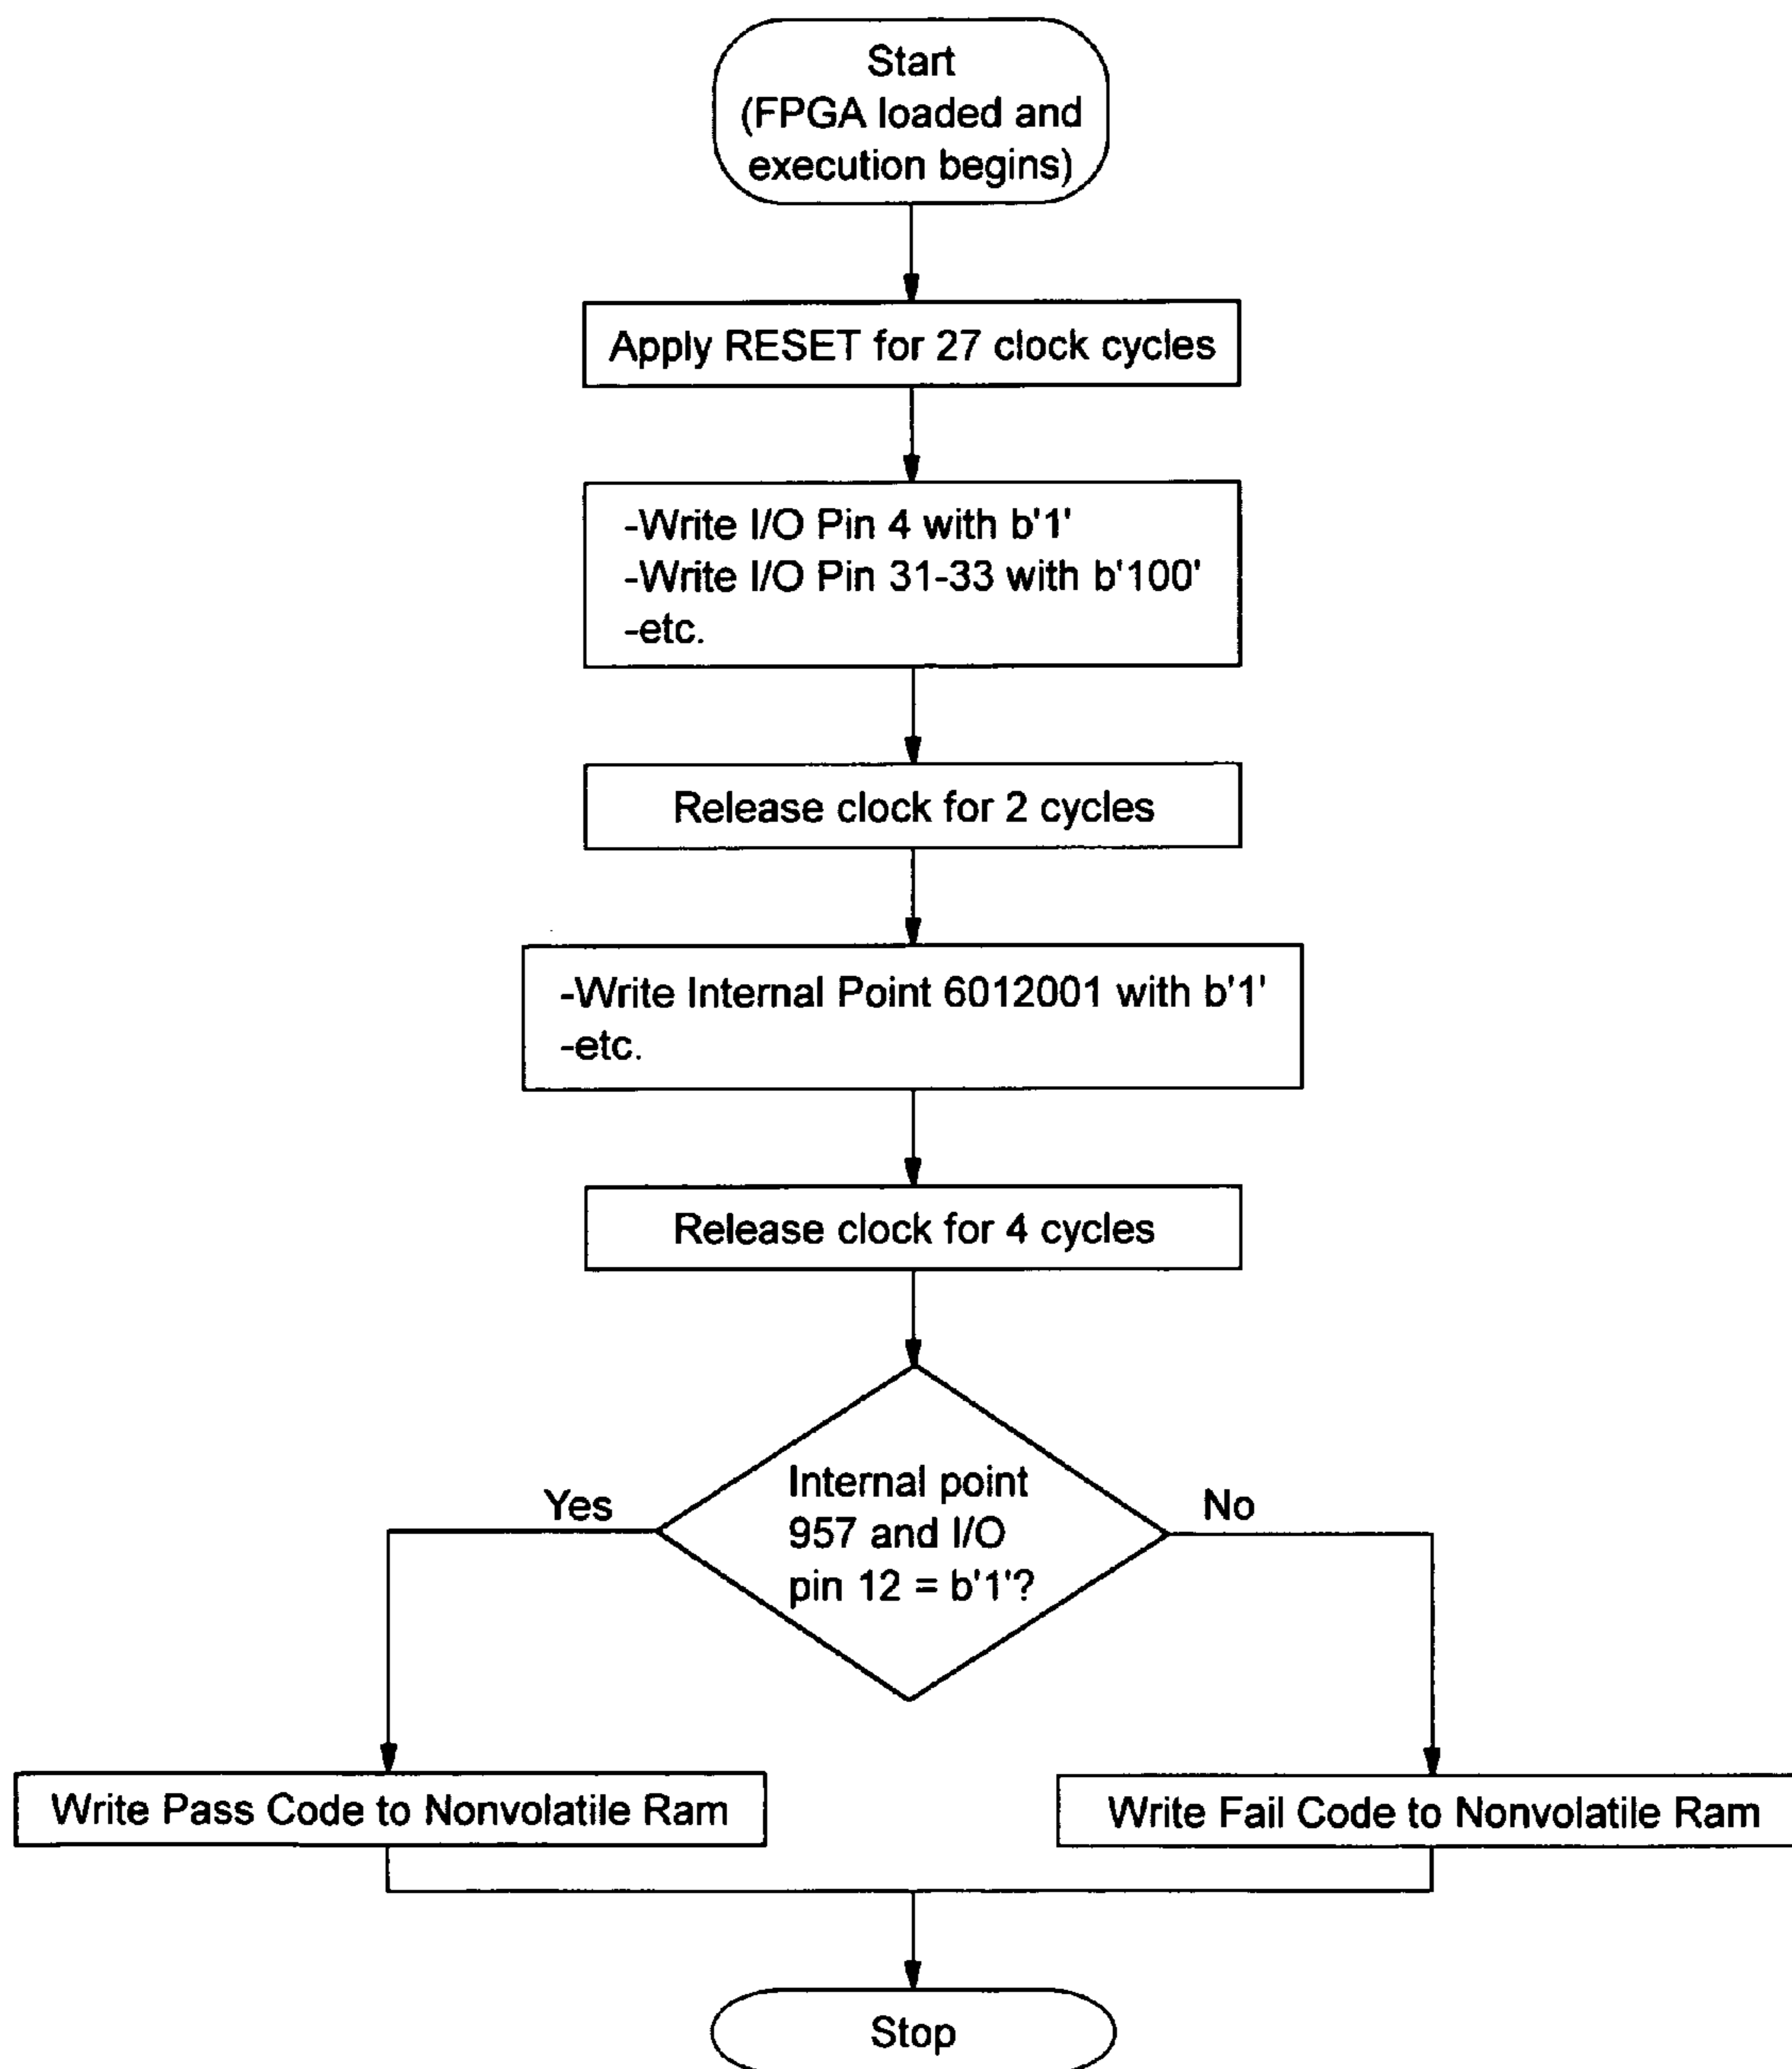 Start
(FPGA loaded and
execution begins)
Apply RESET for 27 clock cycles
-Write I/O Pin 4 with b'1'
-Write I/O Pin 31-33 with b'100'
-etc.
Release clock for 2 cycles
-Write Internal Point 6012001 with b'1'
-etc.
Release clock for 4 cycles
Internal point
957 and I/O
pin 12 = b'1'?
Yes
No
Write Pass Code to Nonvolatile Ram
Write Fail Code to Nonvolatile Ram
Stop